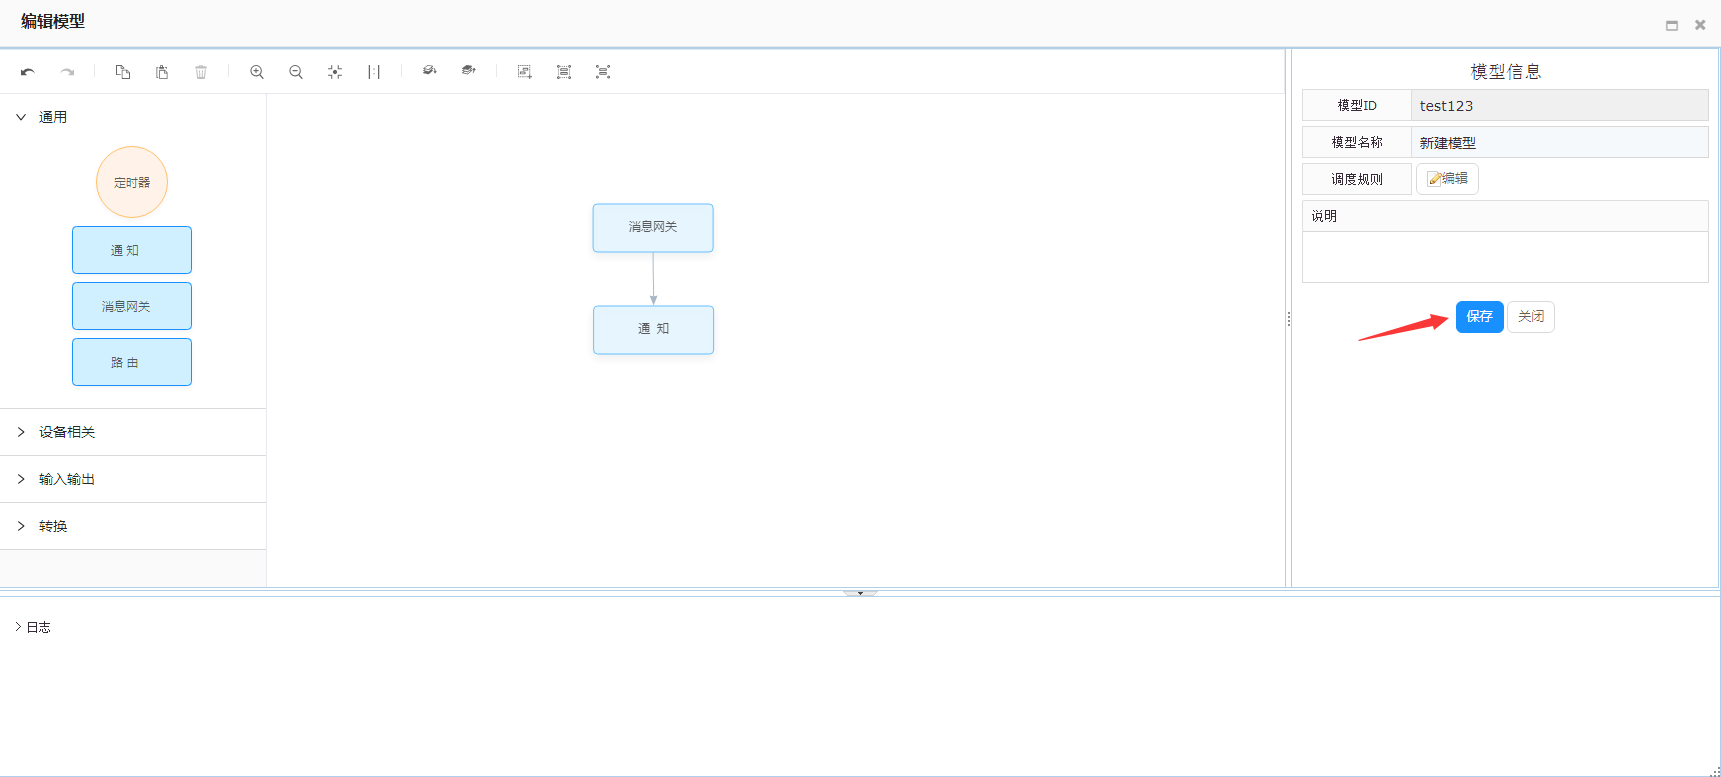 编辑模型
通用
定时器
通 知
消息网关
路 由
设备相关
输入输出
转换
消息网关
通 知
模型信息
模型ID test123
模型名称 新建模型
调度规则 编辑
说明
保存 关闭
日志